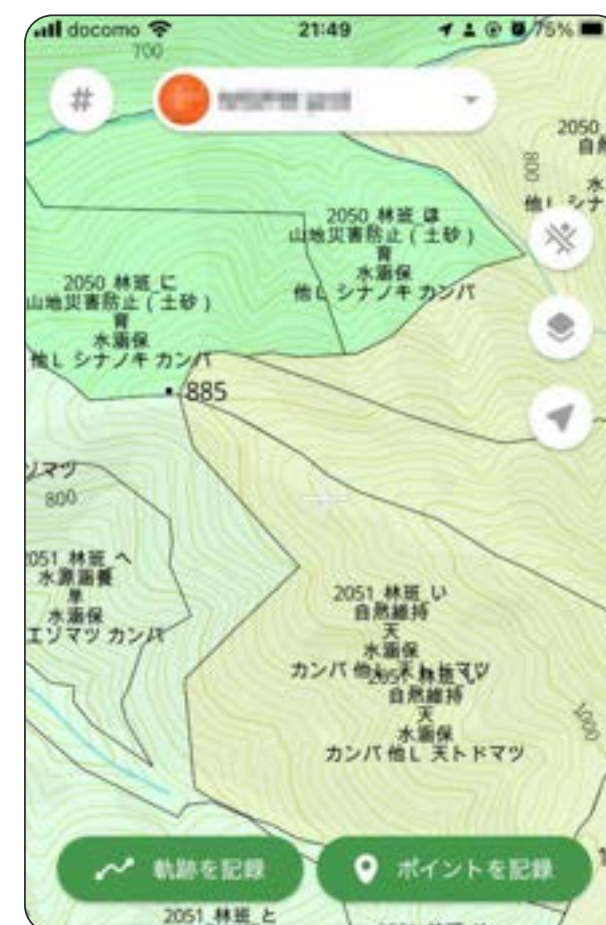 docomo
21:49
75%
700
#
2050
800
2050 林班 ほ
山地災害防止 ( 土砂 )
育
水涵保
他L シナノキ カンバ
2050 林班 に
山地災害防止 ( 土砂 )
育
水涵保
他L シナノキ カンバ
885
800
051 林班 へ
水源涵養
単
水涵保
エゾマツ カンバ
2051 林班 い
自然維持
天
水涵保
カンバ 他L
自然維持
天
水涵保
カンバ 他L 天トドマツ
1000
軌跡を記録
ポイントを記録
2051 林班 と